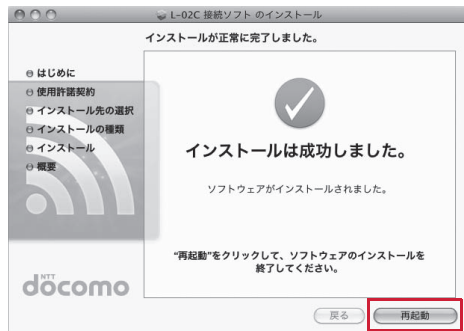 L-02C 接続ソフト のインストール
インストールが正常に完了しました。
はじめに
使用許諾契約
インストール先の選択
インストールの種類
インストール
概要
インストールは成功しました。
ソフトウェアがインストールされました。
“再起動”をクリックして、ソフトウェアのインストールを
終了してください。
NTT
döcomo
戻る
再起動